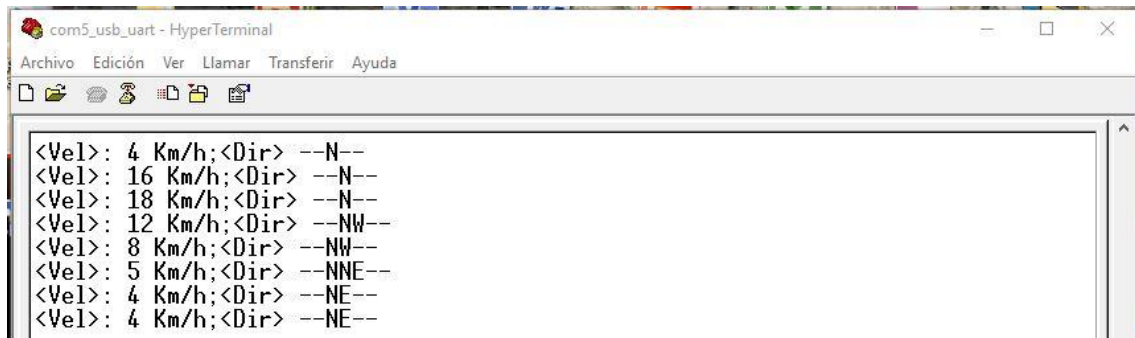 com5_usb_uart - HyperTerminal
Archivo Edición Ver Llamar Transferir Ayuda
<Vel>: 4 Km/h;<Dir> --N--
<Vel>: 16 Km/h;<Dir> --N--
<Vel>: 18 Km/h;<Dir> --N--
<Vel>: 12 Km/h;<Dir> --NW--
<Vel>: 8 Km/h;<Dir> --NW--
<Vel>: 5 Km/h;<Dir> --NNE--
<Vel>: 4 Km/h;<Dir> --NE--
<Vel>: 4 Km/h;<Dir> --NE--